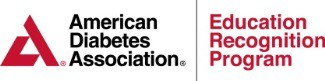 American
Diabetes
Association®
Education
Recognition
Program